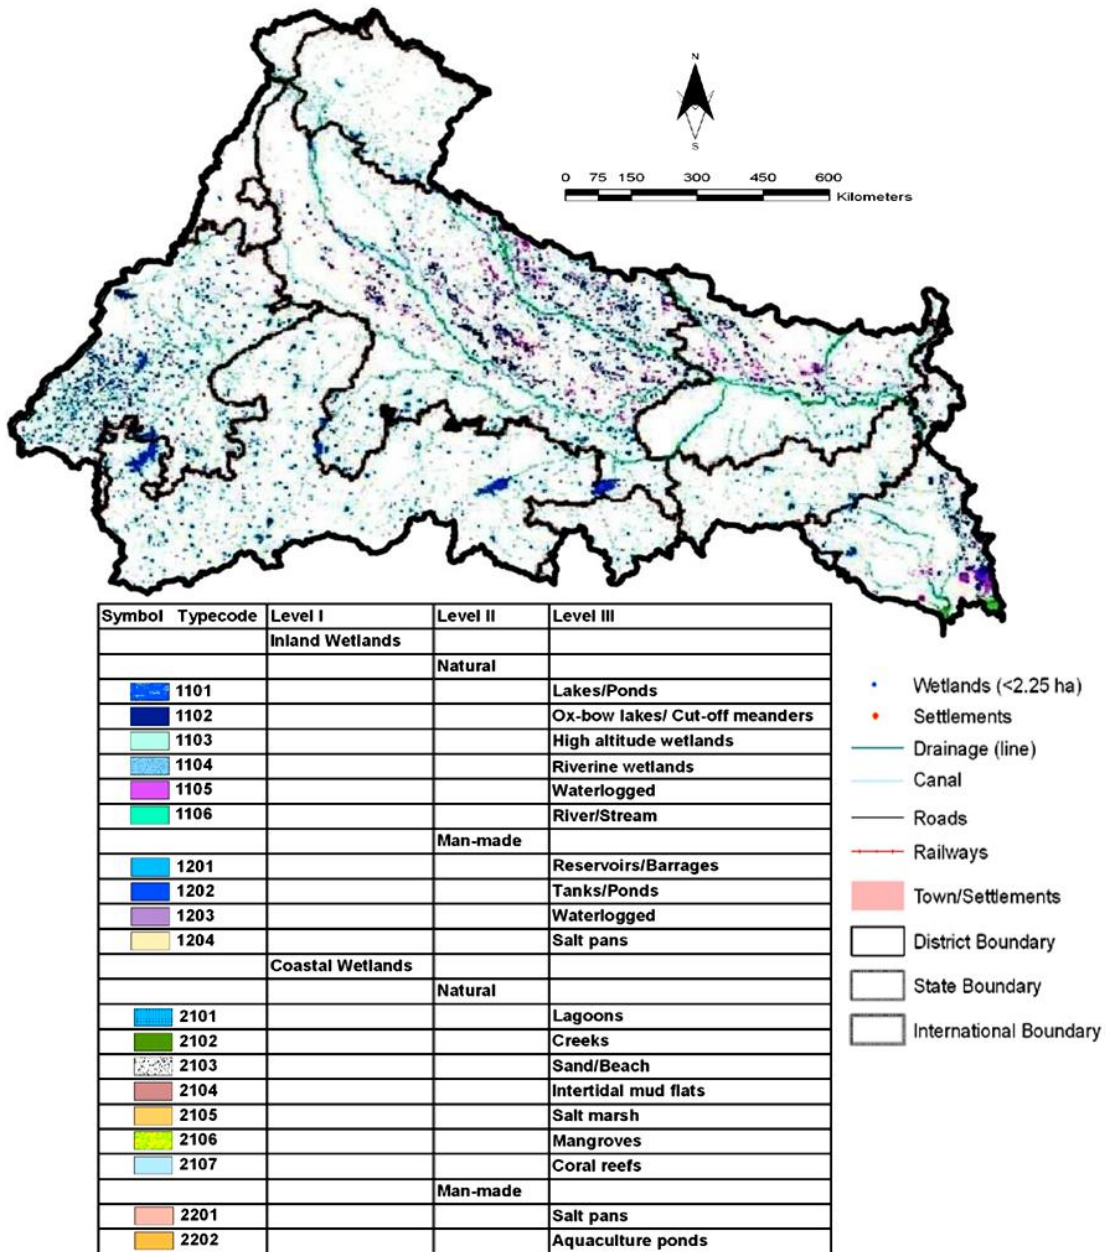 N
S
0 75 150 300 450 600
Kilometers
Symbol Typecode Level I Level II Level III
Inland Wetlands
Natural
1101 Lakes/Ponds
1102 Ox-bow lakes/ Cut-off meanders
1103 High altitude wetlands
1104 Riverine wetlands
1105 Waterlogged
1106 River/Stream
Man-made
1201 Reservoirs/Barrages
1202 Tanks/Ponds
1203 Waterlogged
1204 Salt pans
Coastal Wetlands
Natural
2101 Lagoons
2102 Creeks
2103 Sand/Beach
2104 Intertidal mud flats
2105 Salt marsh
2106 Mangroves
2107 Coral reefs
Man-made
2201 Salt pans
2202 Aquaculture ponds
Wetlands (<2.25 ha)
Settlements
Drainage (line)
Canal
Roads
Railways
Town/Settlements
District Boundary
State Boundary
International Boundary